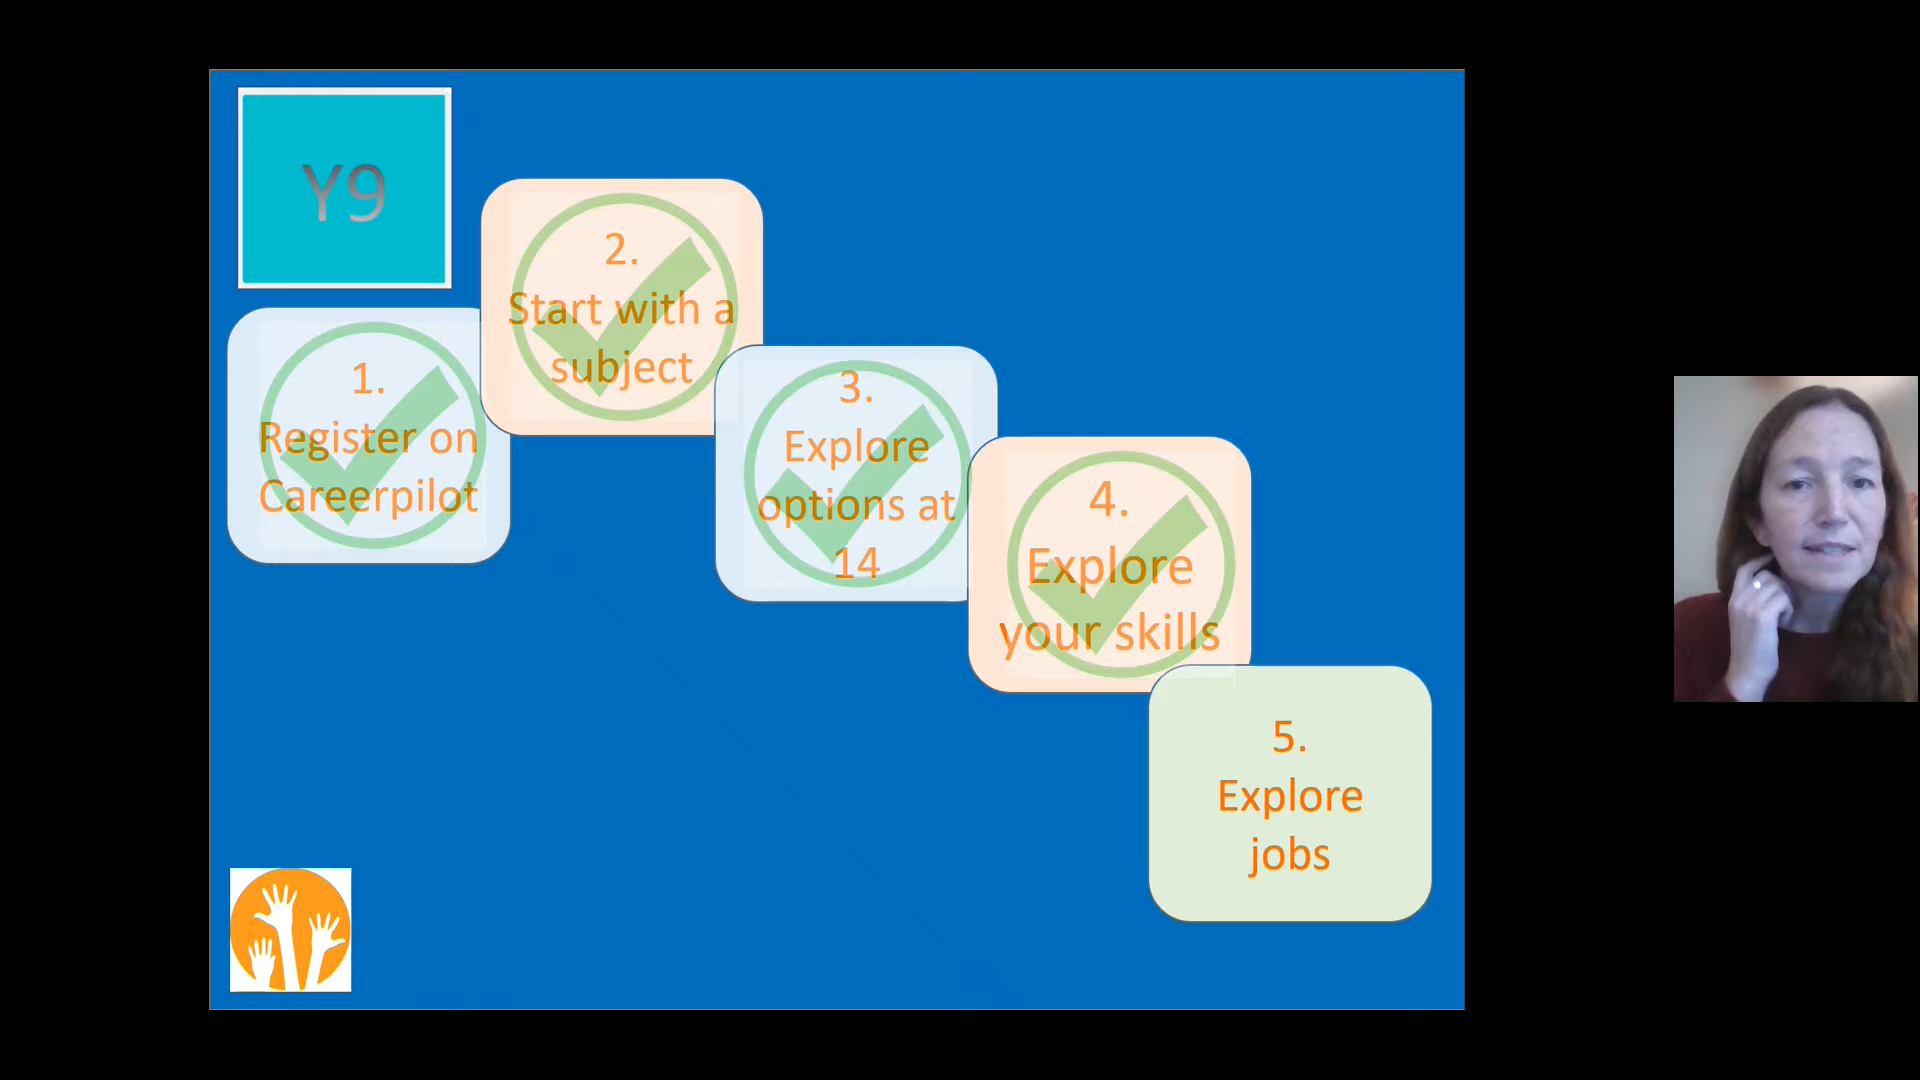 Y9
1.
Register on
Careerpilot
2.
Start with a
subject
3.
Explore
options at
14
4.
Explore
your skills
5.
Explore
jobs